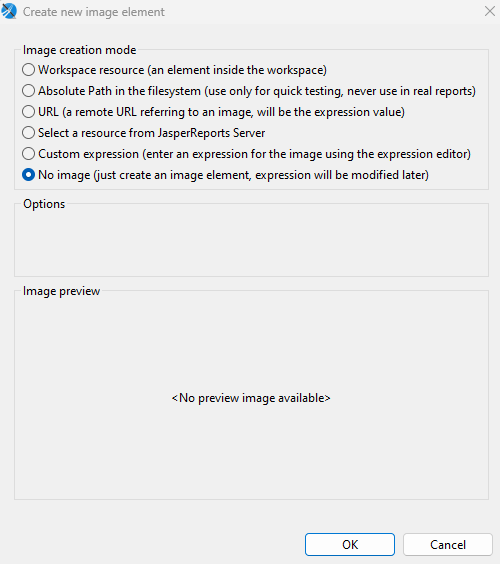 Create new image element
Image creation mode
Workspace resource (an element inside the workspace)
Absolute Path in the filesystem (use only for quick testing, never use in real reports)
URL (a remote URL referring to an image, will be the expression value)
Select a resource from JasperReports Server
Custom expression (enter an expression for the image using the expression editor)
No image (just create an image element, expression will be modified later)
Options
Image preview
<No preview image available>
OK
Cancel